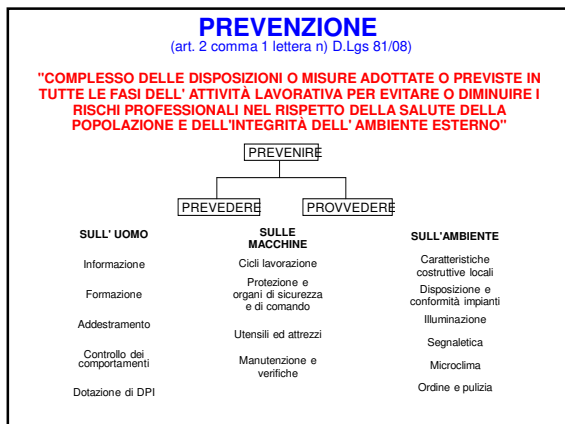 PREVENZIONE
(art. 2 comma 1 lettera n) D.Lgs 81/08)
"COMPLESSO DELLE DISPOSIZIONI O MISURE ADOTTATE O PREVISTE IN
TUTTE LE FASI DELL' ATTIVITÀ LAVORATIVA PER EVITARE O DIMINUIRE I
RISCHI PROFESSIONALI NEL RISPETTO DELLA SALUTE DELLA
POPOLAZIONE E DELL'INTEGRITÀ DELL' AMBIENTE ESTERNO"
PREVENIRE
PREVEDERE
PROVVEDERE
SULL' UOMO
Informazione
Formazione
Addestramento
Controllo dei
comportamenti
Dotazione di DPI
SULLE
MACCHINE
Cicli lavorazione
Protezione e
organi di sicurezza
e di comando
Utensili ed attrezzi
Manutenzione e
verifiche
SULL'AMBIENTE
Caratteristiche
costruttive locali
Disposizione e
conformità impianti
Illuminazione
Segnaletica
Microclima
Ordine e pulizia